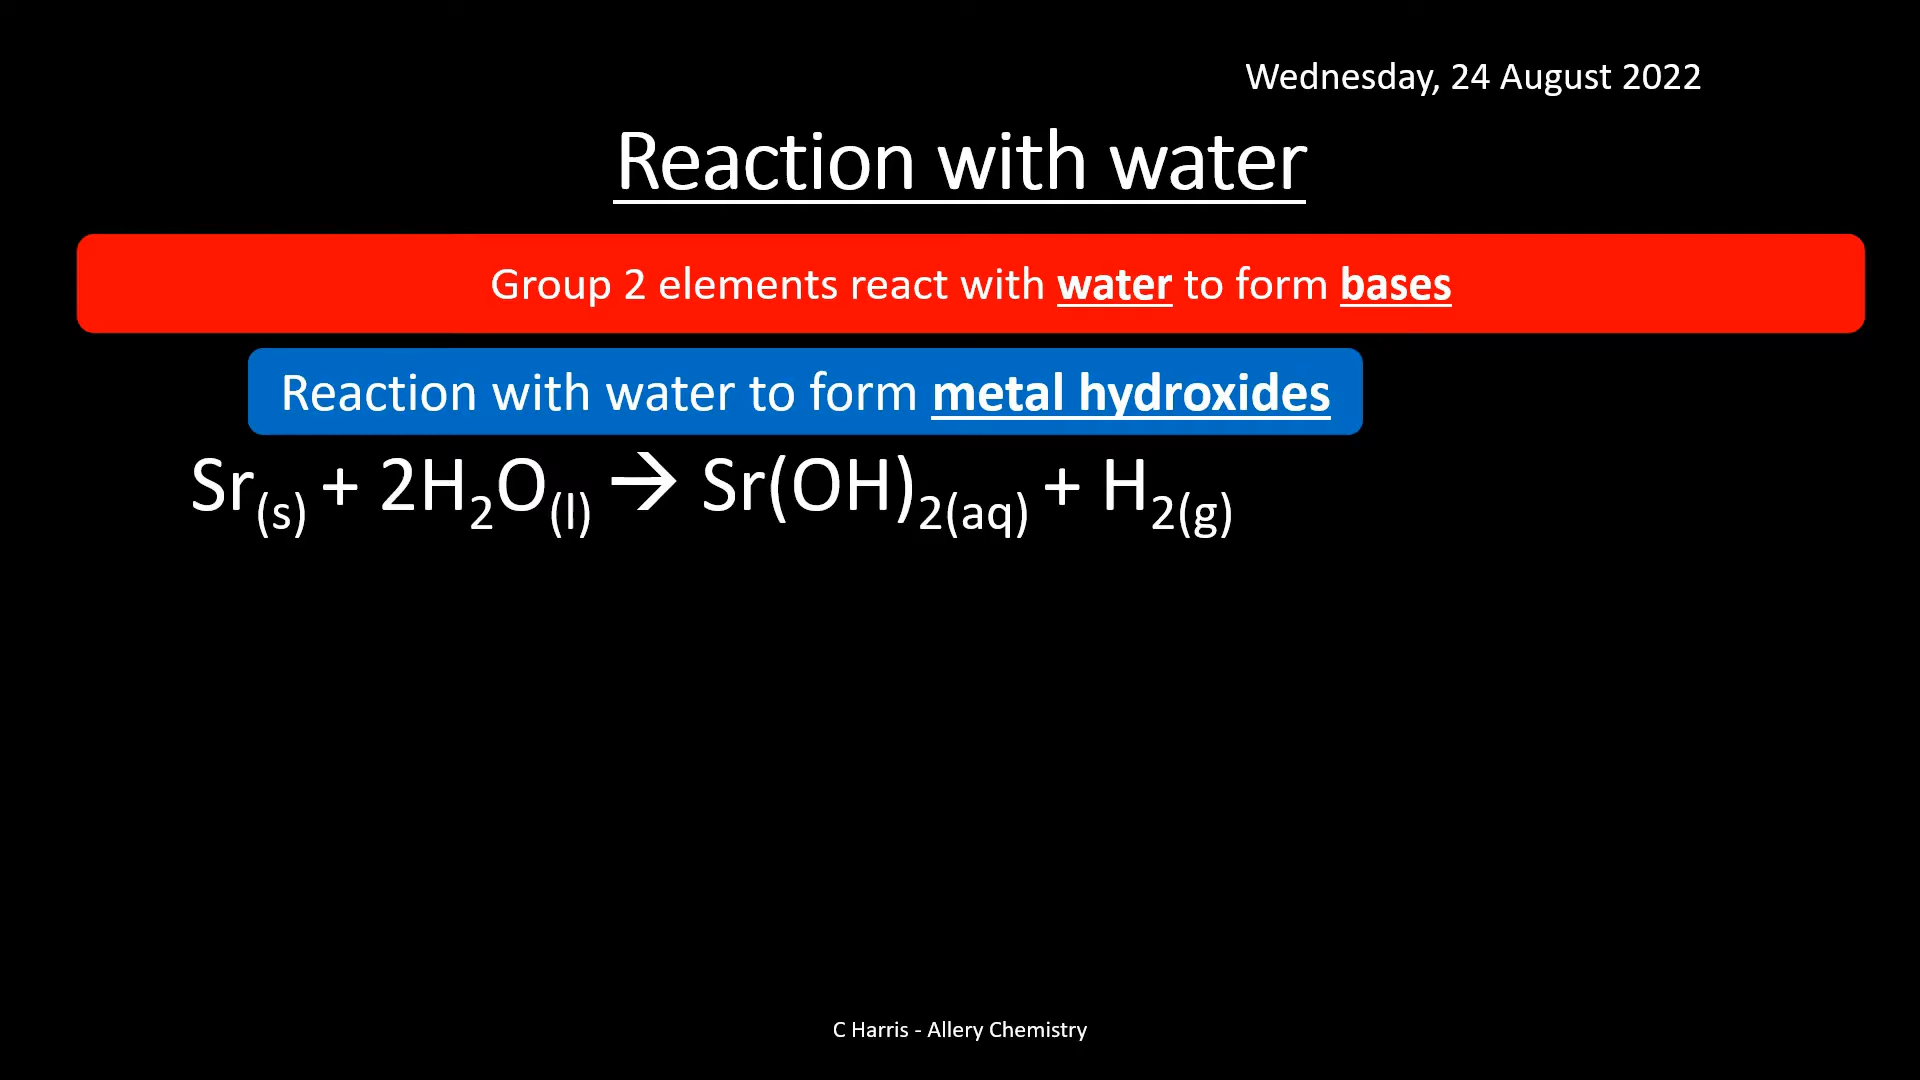 Wednesday, 24 August 2022
Reaction with water
Group 2 elements react with water to form bases
Reaction with water to form metal hydroxides
Sr(s) + 2H2O(l) → Sr(OH)2(aq) + H2(g)
C Harris - Allery Chemistry